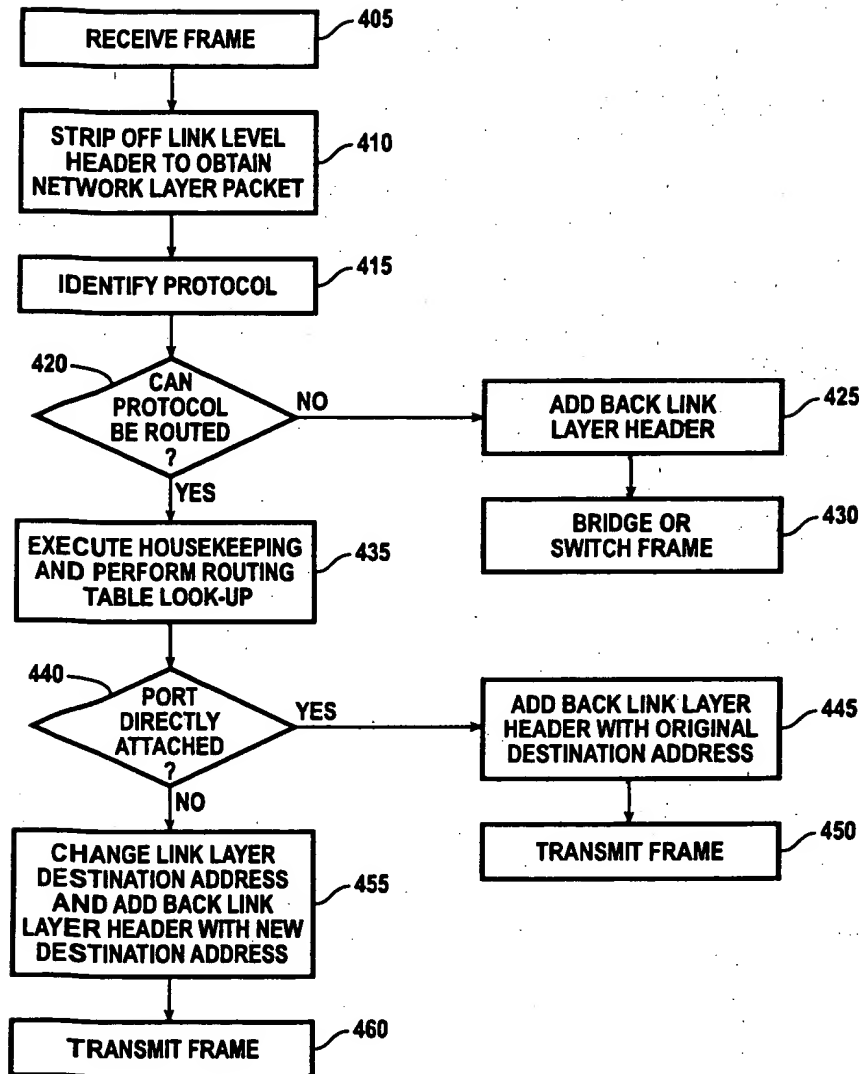 RECEIVE FRAME
405
STRIP OFF LINK LEVEL
HEADER TO OBTAIN
NETWORK LAYER PACKET
410
IDENTIFY PROTOCOL
415
420
CAN
PROTOCOL
BE ROUTED
?
NO
YES
ADD BACK LINK
LAYER HEADER
425
BRIDGE OR
SWITCH FRAME
430
EXECUTE HOUSEKEEPING
AND PERFORM ROUTING
TABLE LOOK-UP
435
440
PORT
DIRECTLY
ATTACHED
?
YES
NO
ADD BACK LINK LAYER
HEADER WITH ORIGINAL
DESTINATION ADDRESS
445
TRANSMIT FRAME
450
CHANGE LINK LAYER
DESTINATION ADDRESS
AND ADD BACK LINK
LAYER HEADER WITH NEW
DESTINATION ADDRESS
455
TRANSMIT FRAME
460